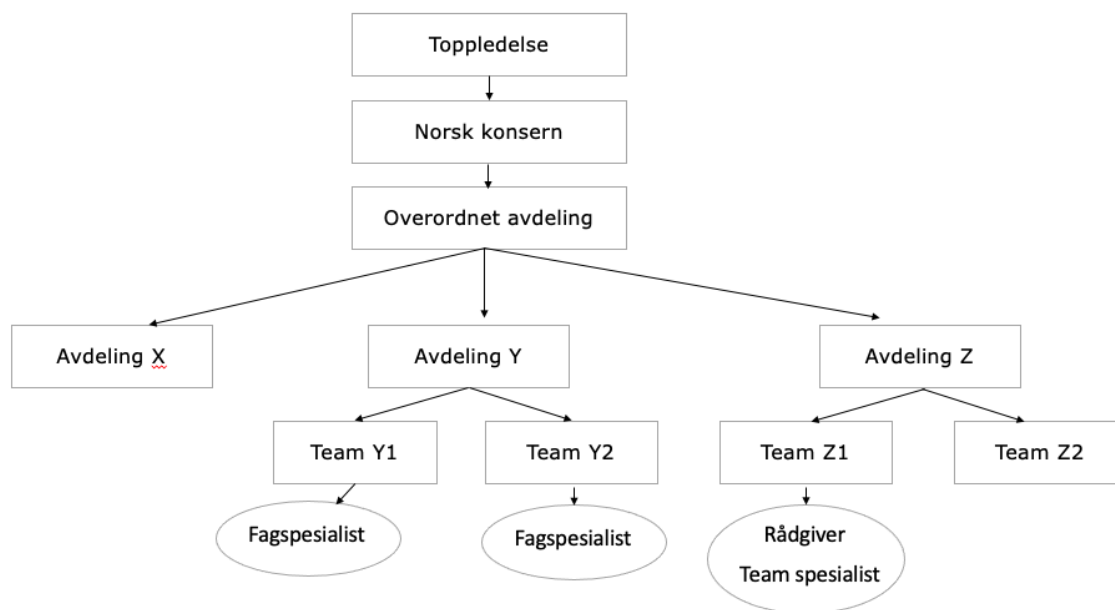 Toppledelse
Norsk konsern
Overordnet avdeling
Avdeling X
Avdeling Y
Avdeling Z
Team Y1
Team Y2
Team Z1
Team Z2
Fagspesialist
Fagspesialist
Rådgiver
Team spesialist